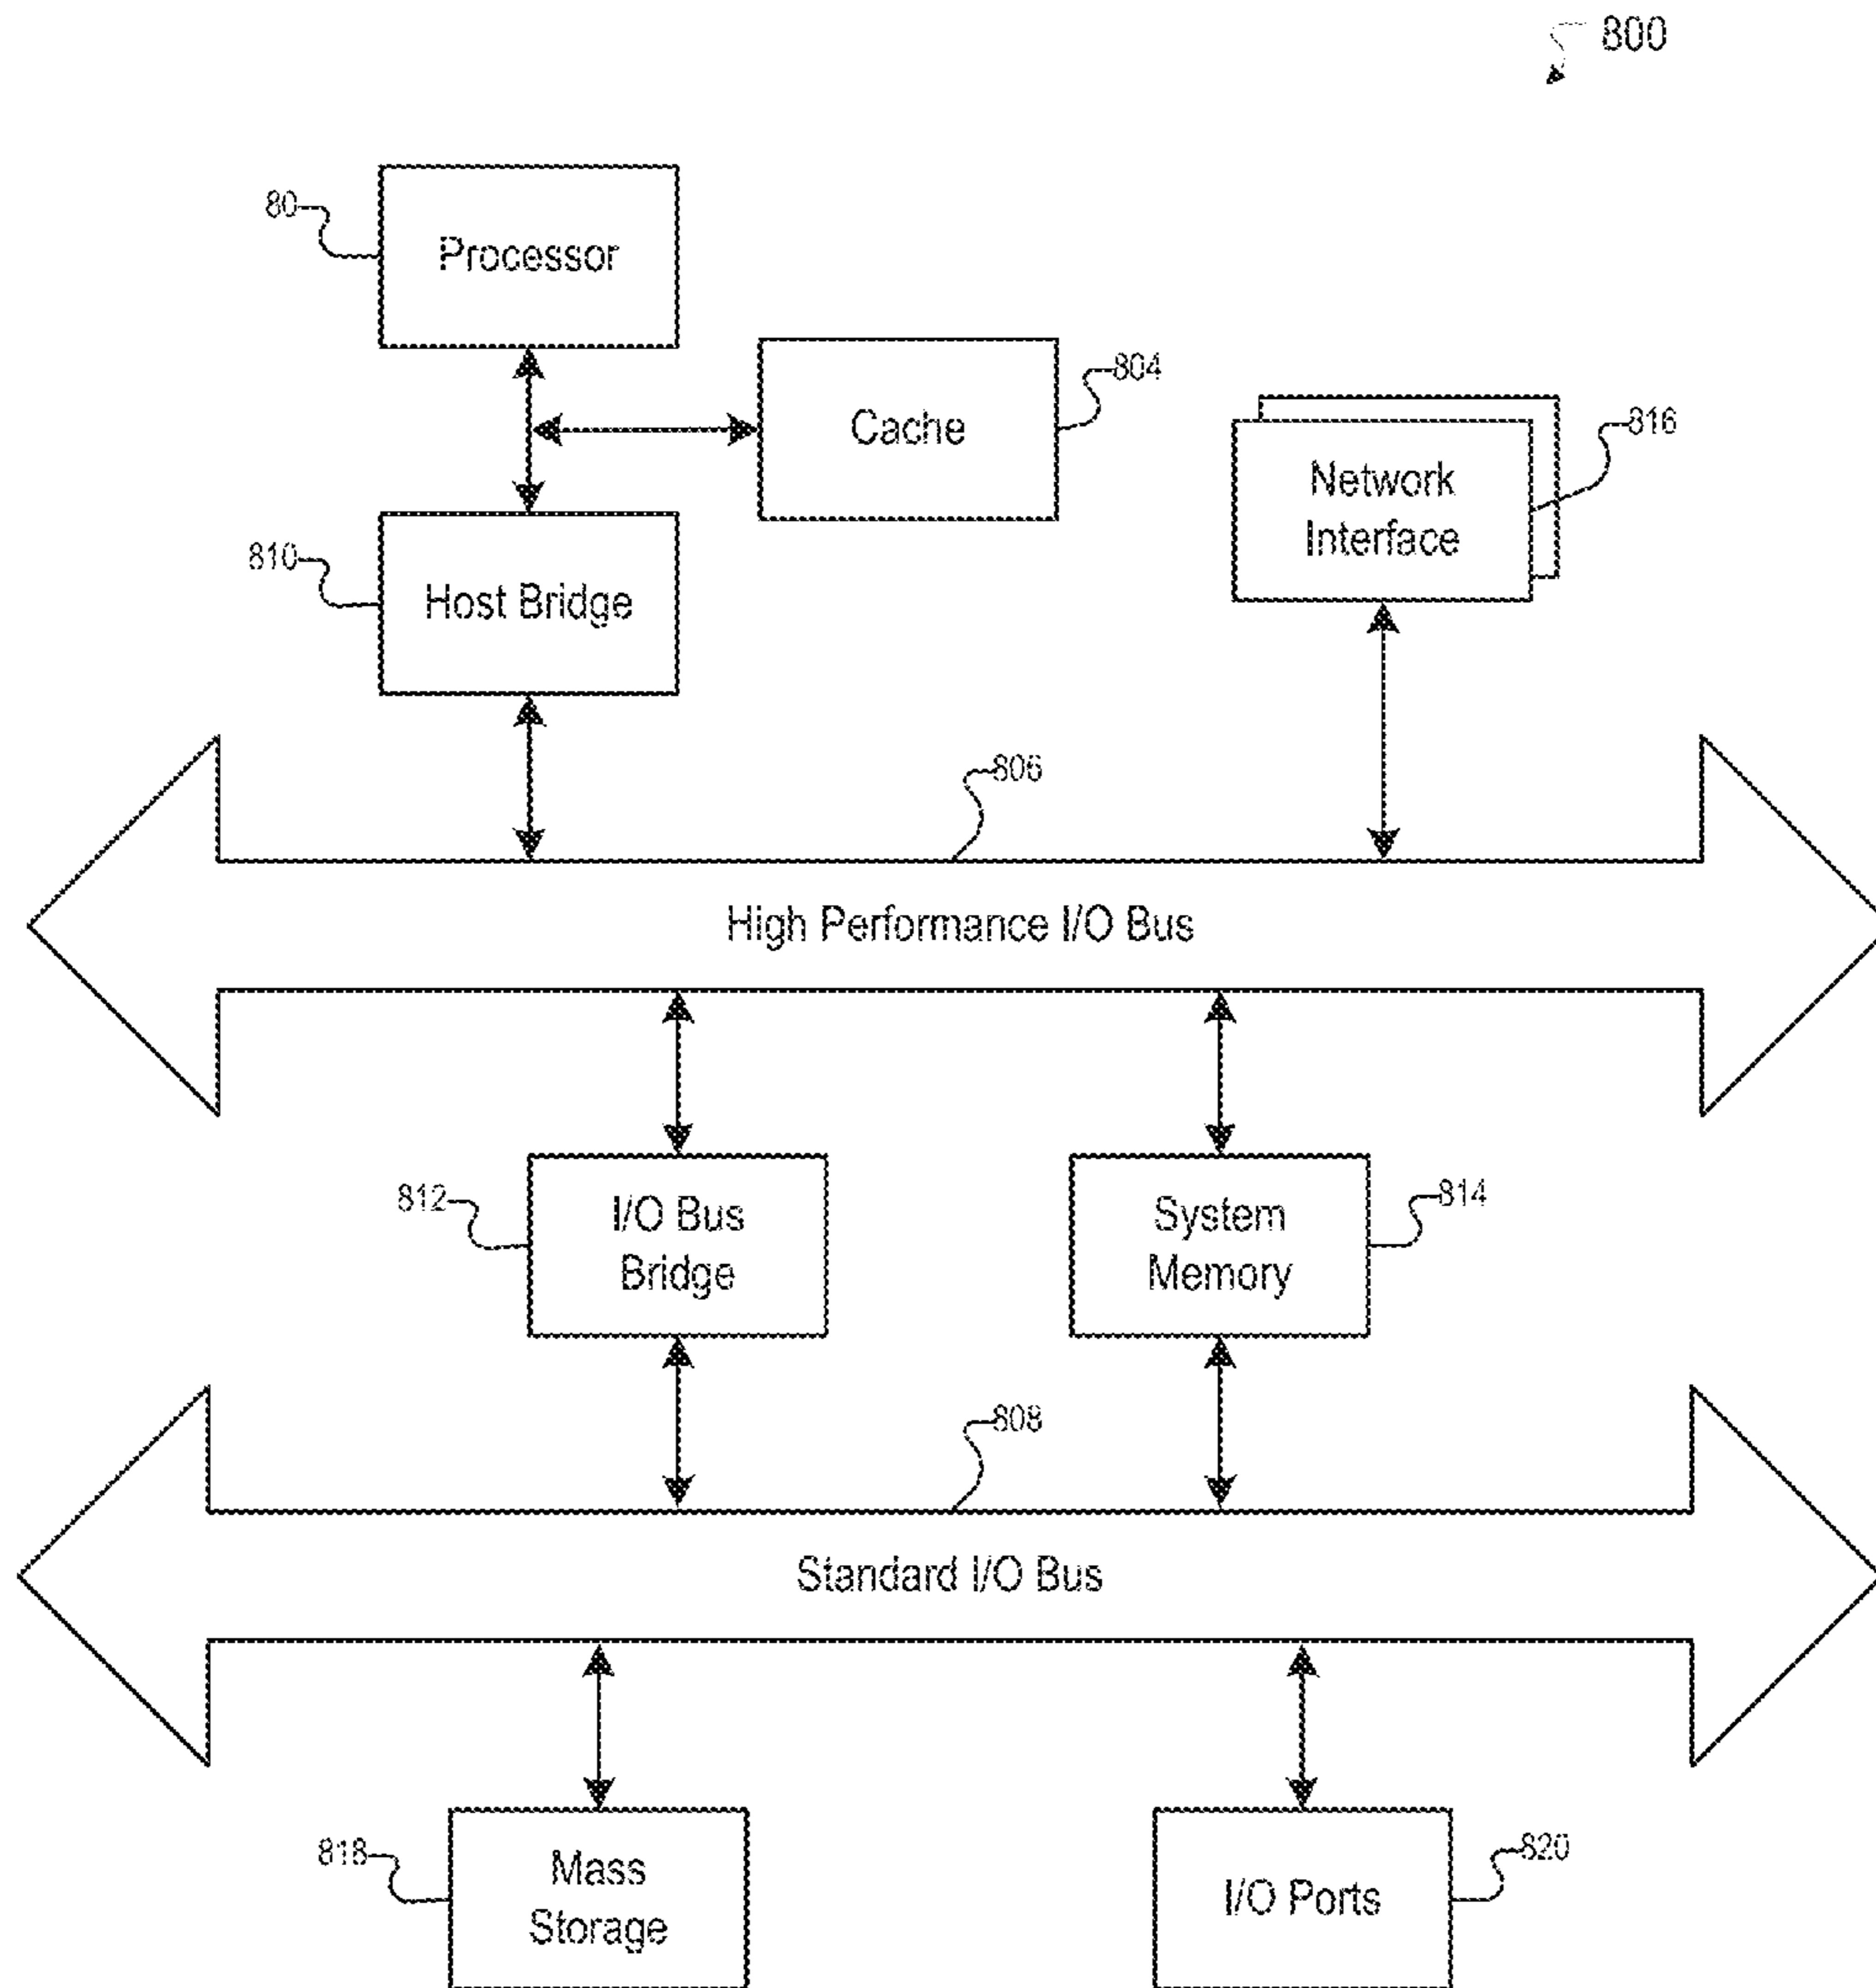 800
80
Processor
804
Cache
816
Network
Interface
810
Host Bridge
806
High Performance I/O Bus
812
I/O Bus
Bridge
814
System
Memory
808
Standard I/O Bus
818
Mass
Storage
820
I/O Ports